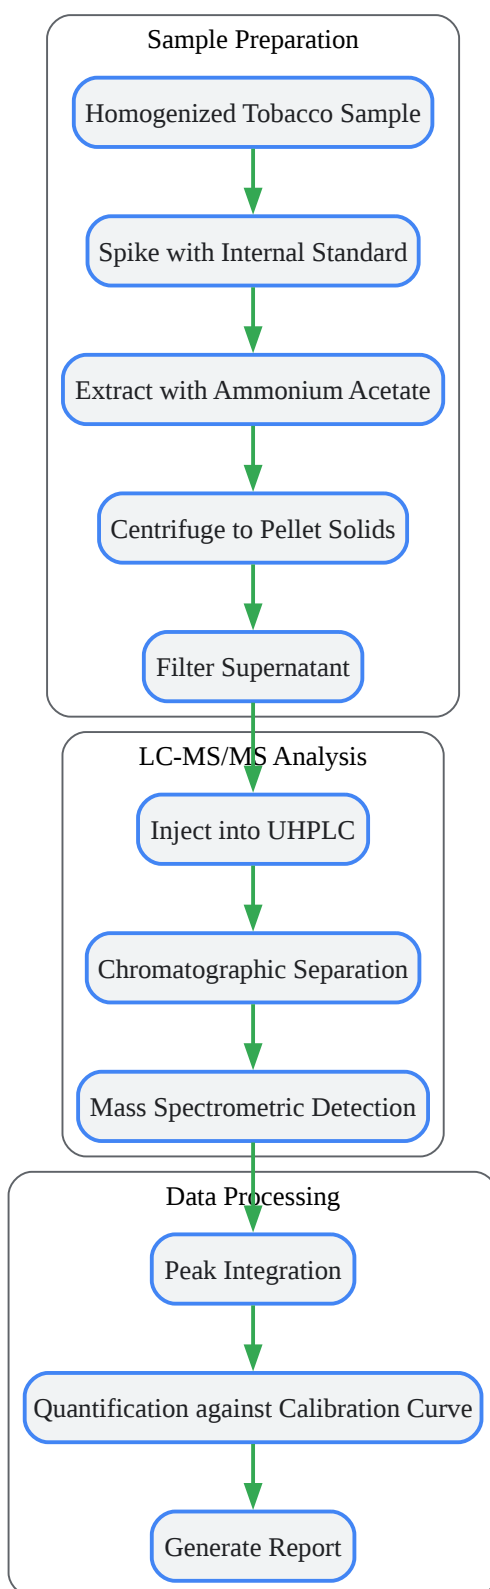 Sample Preparation
Homogenized Tobacco Sample
Spike with Internal Standard
Extract with Ammonium Acetate
Centrifuge to Pellet Solids
Filter Supernatant
LC-MS/MS Analysis
Inject into UHPLC
Chromatographic Separation
Mass Spectrometric Detection
Data Processing
Peak Integration
Quantification against Calibration Curve
Generate Report